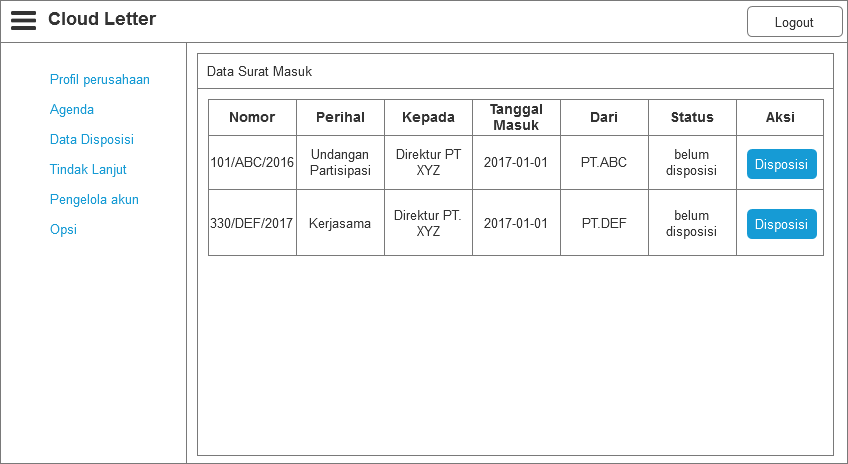 Cloud Letter
Logout
Profil perusahaan
Agenda
Data Disposisi
Tindak Lanjut
Pengelola akun
Opsi
Data Surat Masuk
Nomor
Perihal
Kepada
Tanggal
Masuk
Dari
Status
Aksi
101/ABC/2016
Undangan
Partisipasi
Direktur PT
XYZ
2017-01-01
PT.ABC
belum
disposisi
Disposisi
330/DEF/2017
Kerjasama
Direktur PT.
XYZ
2017-01-01
PT.DEF
belum
disposisi
Disposisi